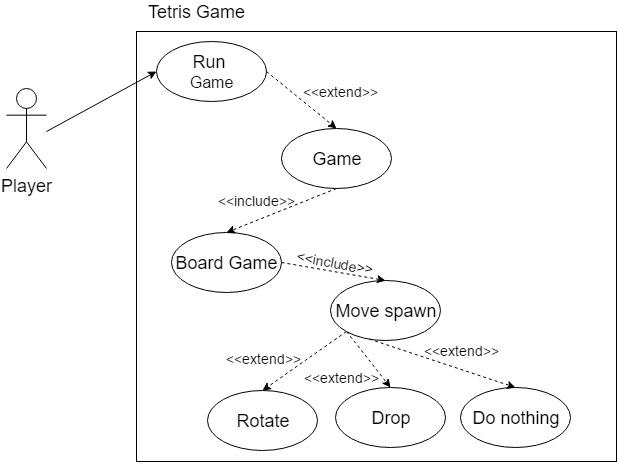 Tetris Game
Run
Game
<<extend>>
Game
Player
<<include>>
Board Game
<<include>>
Move spawn
<<extend>>
<<extend>>
<<extend>>
Rotate
Drop
Do nothing